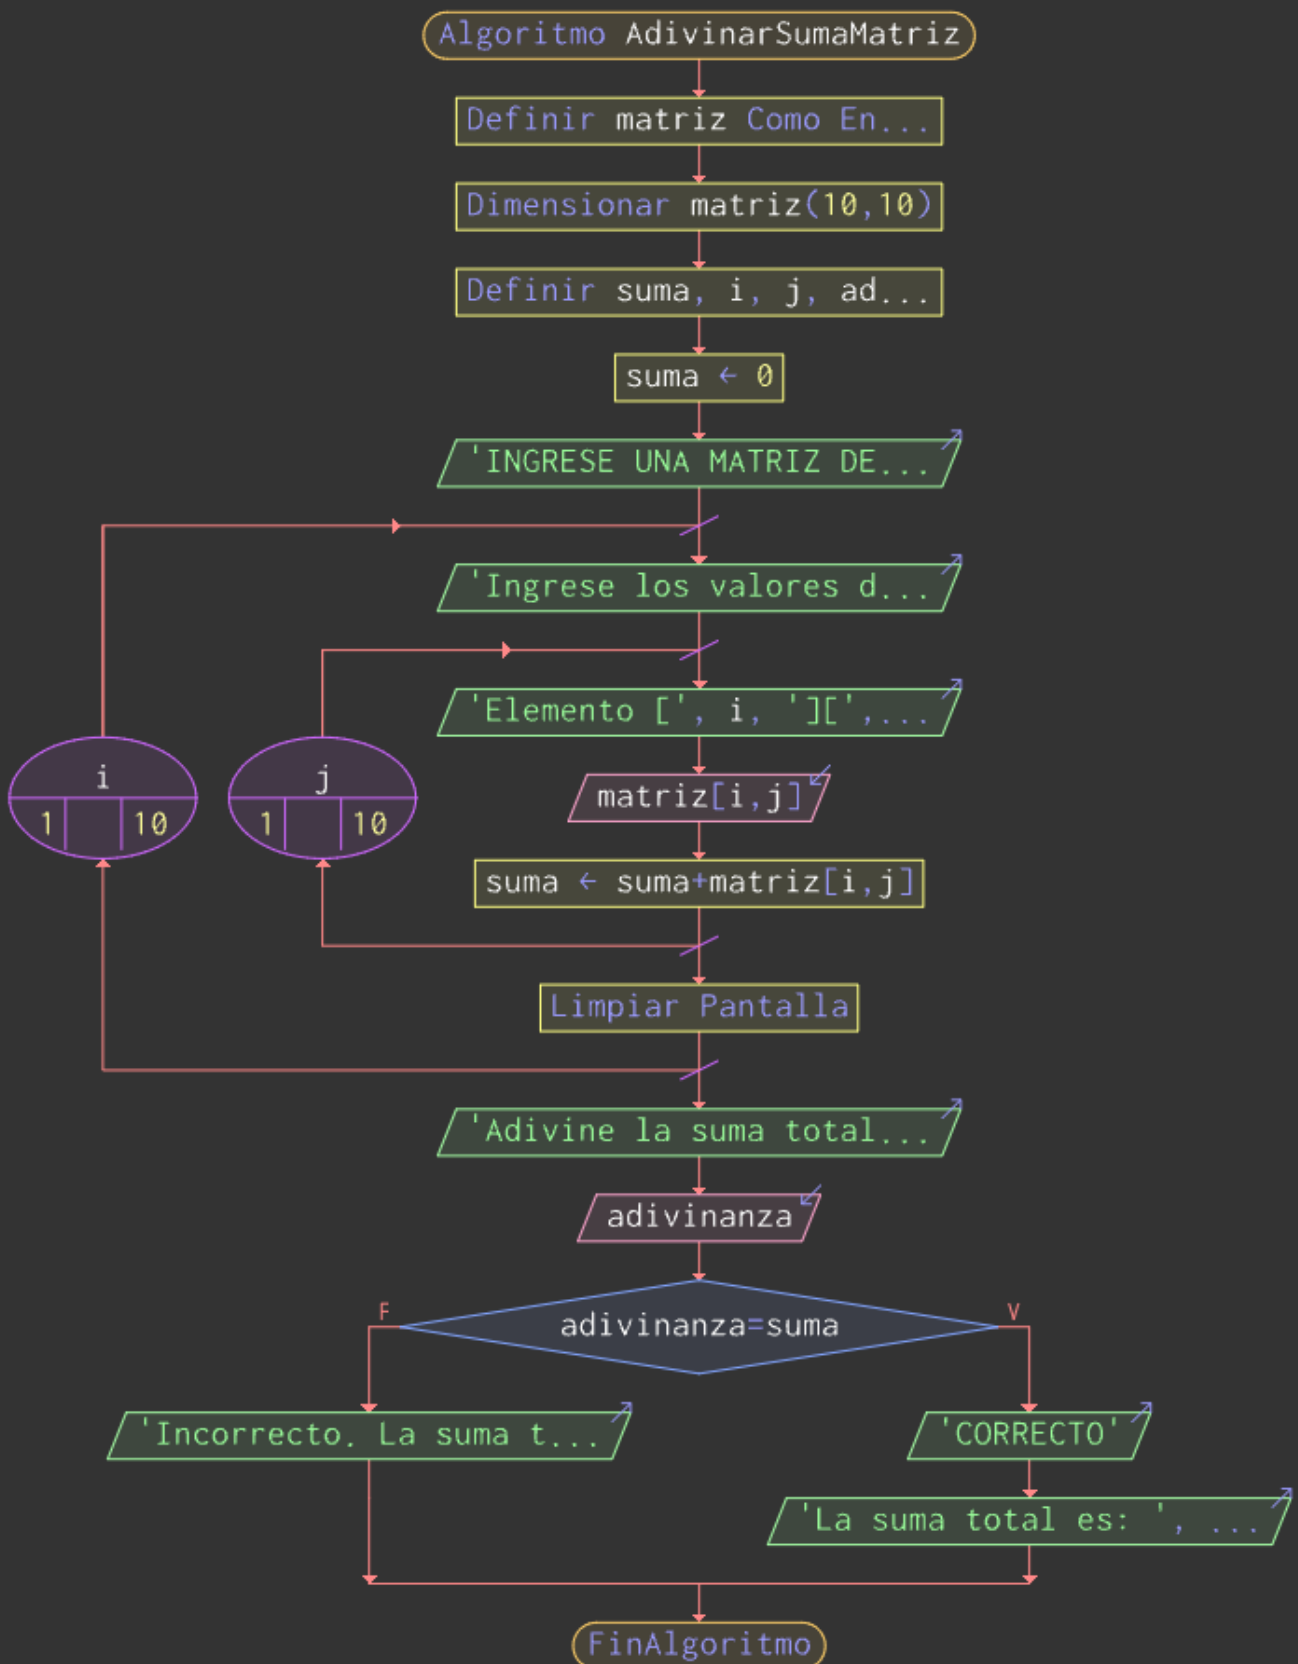 Algoritmo AdivinarSumaMatriz
Definir matriz Como En...
Dimensionar matriz(10,10)
Definir suma, i, j, ad...
suma ← 0
'INGRESE UNA MATRIZ DE...
'Ingrese los valores d...
'Elemento [', i, '][',...
i
1 10
j
1 10
matriz[i,j]
suma ← suma+matriz[i,j]
Limpiar Pantalla
'Adivine la suma total...
adivinanza
F
adivinanza=suma
V
'Incorrecto. La suma t...
'CORRECTO'
'La suma total es: ', ...
FinAlgoritmo